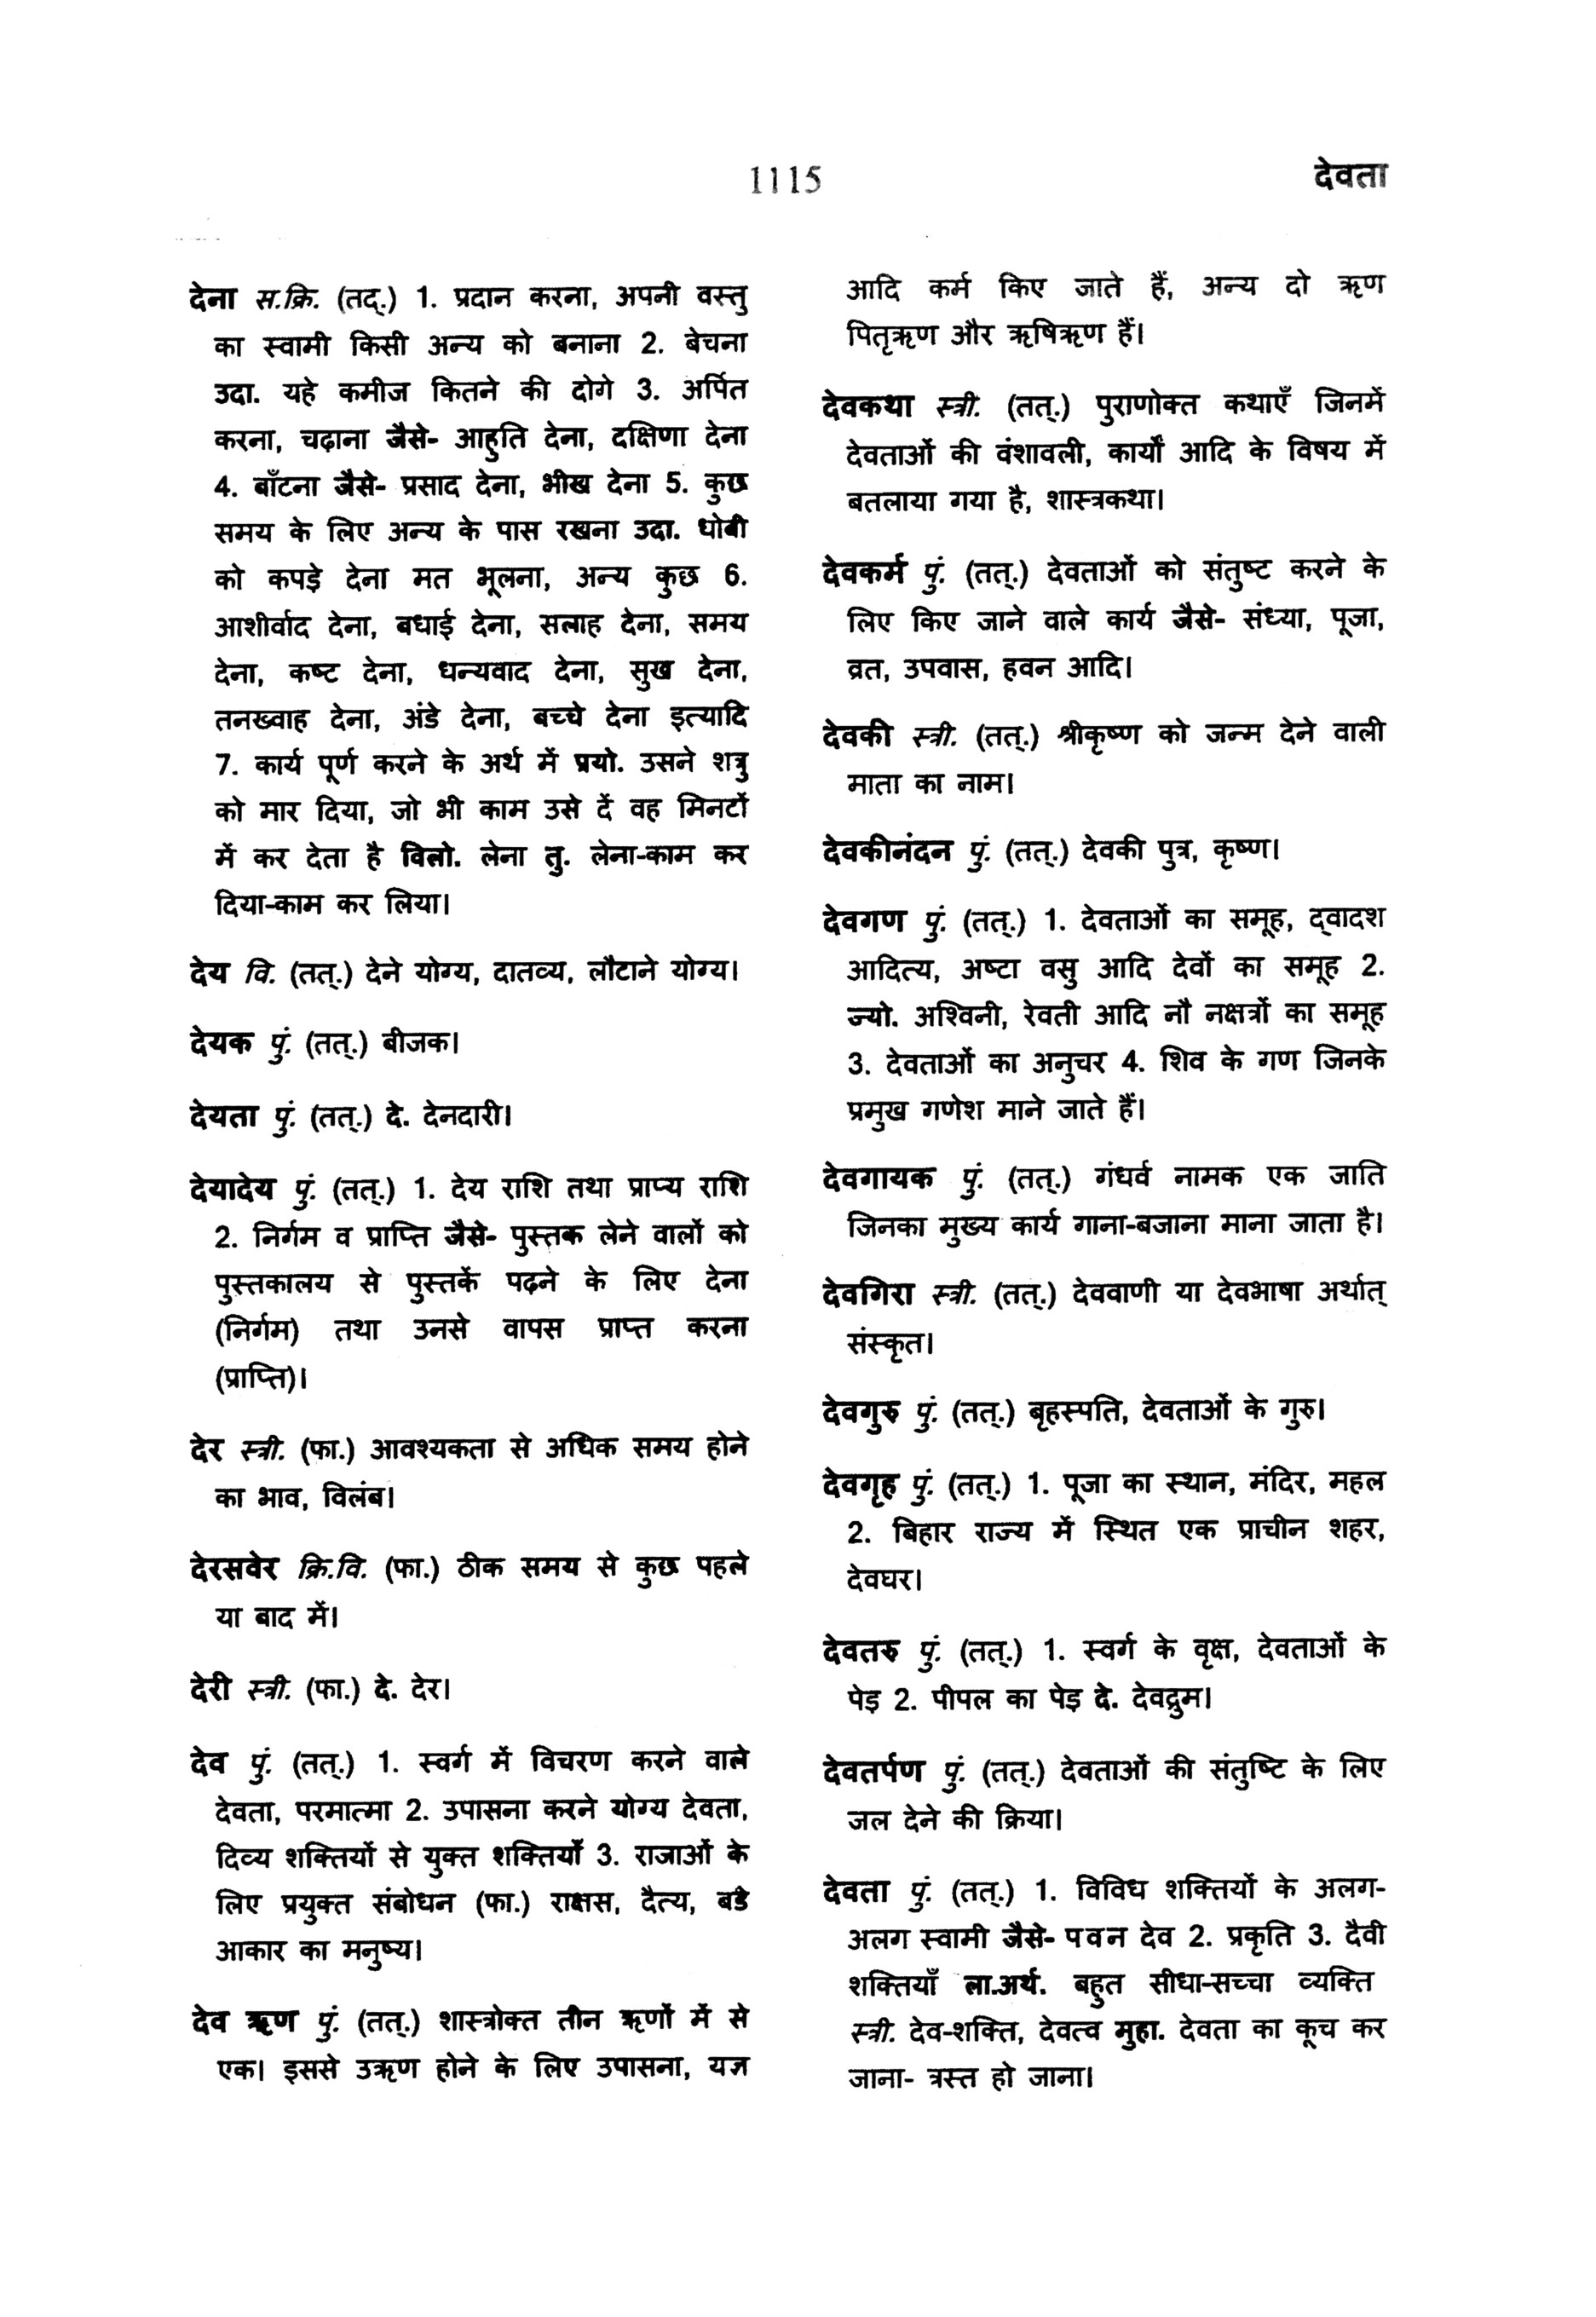 1115
देवता
देना स.क्रि. (तद्.) 1. प्रदान करना, अपनी वस्तु
का स्वामी किसी अन्य को बनाना 2. बेचना
उदा. यहे कमीज कितने की दोगे 3. अर्पित
करना, चढ़ाना जैसे- आहुति देना, दक्षिणा देना
4. बाँटना जैसे- प्रसाद देना, भीख देना 5. कुछ
समय के लिए अन्य के पास रखना उदा. धोबी
को कपड़े देना मत भूलना, अन्य कुछ 6.
आशीर्वाद देना, बधाई देना, सलाह देना, समय
देना, कष्ट देना, धन्यवाद देना, सुख देना,
तनख्वाह देना, अंडे देना, बच्चे देना इत्यादि
7. कार्य पूर्ण करने के अर्थ में प्रयो. उसने शत्रु
को मार दिया, जो भी काम उसे दें वह मिनटों
में कर देता है विलो. लेना तु. लेना-काम कर
दिया-काम कर लिया।
देय वि. (तत्.) देने योग्य, दातव्य, लौटाने योग्य।
देयक पुं. (तत्.) बीजक।
देयता पुं. (तत्.) दे. देनदारी।
देयादेय पुं. (तत्.) 1. देय राशि तथा प्राप्य राशि
2. निर्गम व प्राप्ति जैसे- पुस्तक लेने वालों को
पुस्तकालय से पुस्तकें पढ़ने के लिए देना
(निर्गम) तथा उनसे वापस प्राप्त करना
(प्राप्ति)।
देर स्त्री. (फा.) आवश्यकता से अधिक समय होने
का भाव, विलंब।
देरसवेर क्रि.वि. (फा.) ठीक समय से कुछ पहले
या बाद में।
देरी स्त्री. (फा.) दे. देर।
देव पुं. (तत्.) 1. स्वर्ग में विचरण करने वाले
देवता, परमात्मा 2. उपासना करने योग्य देवता,
दिव्य शक्तियों से युक्त शक्तियाँ 3. राजाओं के
लिए प्रयुक्त संबोधन (फा.) राक्षस, दैत्य, बडे
आकार का मनुष्य।
देव ऋण पुं. (तत्.) शास्त्रोक्त तीन ऋणों में से
एक। इससे उऋण होने के लिए उपासना, यज्ञ
आदि कर्म किए जाते हैं, अन्य दो ऋण
पितृऋण और ऋषिऋण हैं।
देवकथा स्त्री. (तत्.) पुराणोक्त कथाएँ जिनमें
देवताओं की वंशावली, कार्यों आदि के विषय में
बतलाया गया है, शास्त्रकथा।
देवकर्म पुं. (तत्.) देवताओं को संतुष्ट करने के
लिए किए जाने वाले कार्य जैसे- संध्या, पूजा,
व्रत, उपवास, हवन आदि।
देवकी स्त्री. (तत्.) श्रीकृष्ण को जन्म देने वाली
माता का नाम।
देवकीनंदन पुं. (तत्.) देवकी पुत्र, कृष्ण।
देवगण पुं. (तत्.) 1. देवताओं का समूह, द्वादश
आदित्य, अष्टा वसु आदि देवों का समूह 2.
ज्यो. अश्विनी, रेवती आदि नौ नक्षत्रों का समूह
3. देवताओं का अनुचर 4. शिव के गण जिनके
प्रमुख गणेश माने जाते हैं।
देवगायक पुं. (तत्.) गंधर्व नामक एक जाति
जिनका मुख्य कार्य गाना-बजाना माना जाता है।
देवगिरा स्त्री. (तत्.) देववाणी या देवभाषा अर्थात्
संस्कृत।
देवगुरु पुं. (तत्.) बृहस्पति, देवताओं के गुरु।
देवगृह पुं. (तत्.) 1. पूजा का स्थान, मंदिर, महल
2. बिहार राज्य में स्थित एक प्राचीन शहर,
देवघर।
देवतरु पुं. (तत्.) 1. स्वर्ग के वृक्ष, देवताओं के
पेड़ 2. पीपल का पेड़ दे. देवद्रुम।
देवतर्पण पुं. (तत्.) देवताओं की संतुष्टि के लिए
जल देने की क्रिया।
देवता पुं. (तत्.) 1. विविध शक्तियों के अलग-
अलग स्वामी जैसे- पवन देव 2. प्रकृति 3. दैवी
शक्तियाँ ला.अर्थ. बहुत सीधा-सच्चा व्यक्ति
स्त्री. देव-शक्ति, देवत्व मुहा. देवता का कूच कर
जाना- त्रस्त हो जाना।